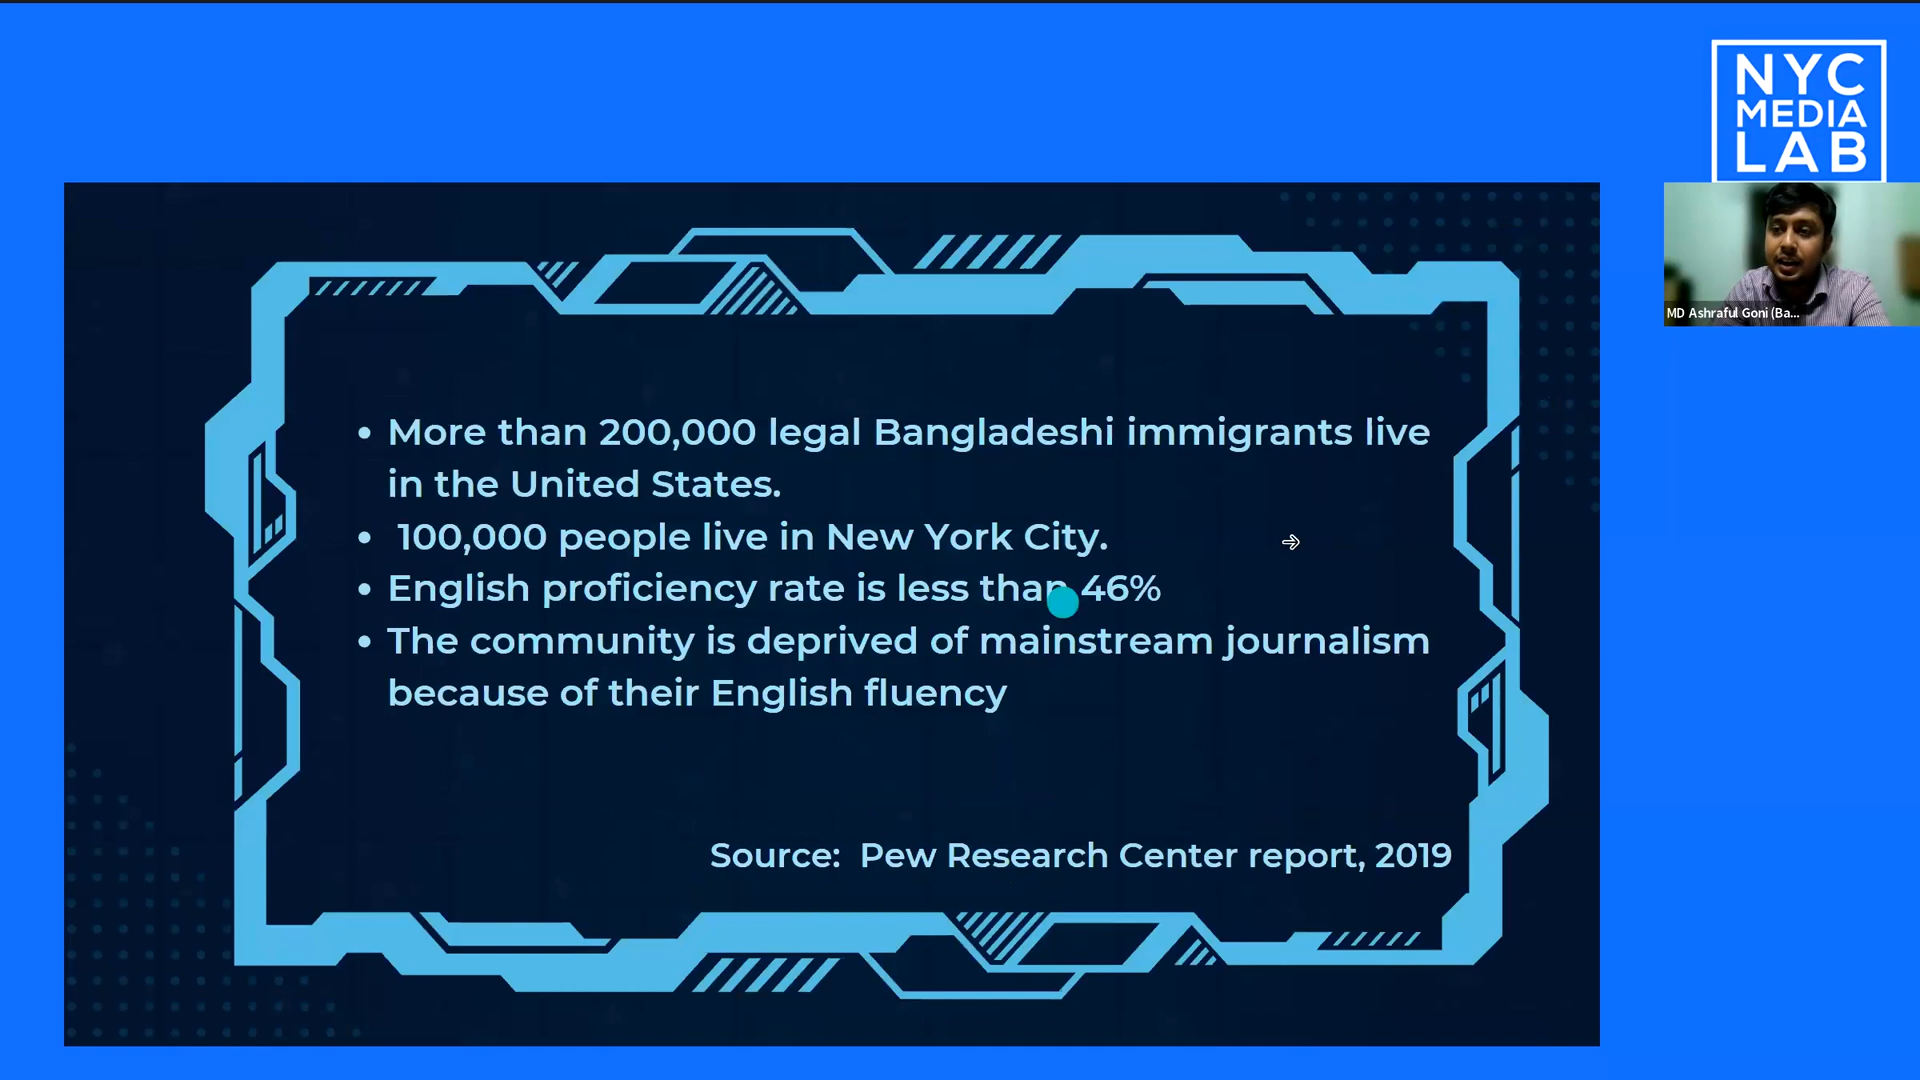 NYC
MEDIA
LAB
MD Ashraful Goni (Ba...
• More than 200,000 legal Bangladeshi immigrants live
in the United States.
• 100,000 people live in New York City.
• English proficiency rate is less than 46%
• The community is deprived of mainstream journalism
because of their English fluency
Source: Pew Research Center report, 2019